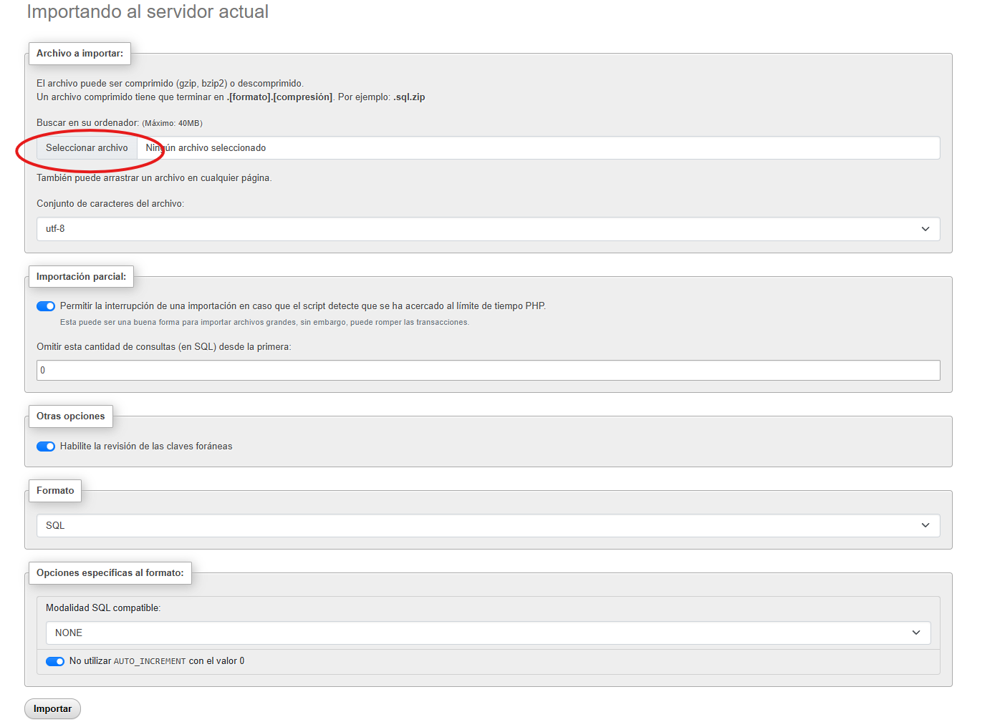 Importando al servidor actual
Archivo a importar:
El archivo puede ser comprimido (gzip, bzip2) o descomprimido.
Un archivo comprimido tiene que terminar en .[formato].[compresión]. Por ejemplo: .sql.zip
Buscar en su ordenador: (Máximo: 40MB)
Seleccionar archivo Ningún archivo seleccionado
También puede arrastrar un archivo en cualquier página.
Conjunto de caracteres del archivo:
utf-8
Importación parcial:
Permitir la interrupción de una importación en caso que el script detecte que se ha acercado al límite de tiempo PHP.
Esta puede ser una buena forma para importar archivos grandes, sin embargo, puede romper las transacciones.
Omitir esta cantidad de consultas (en SQL) desde la primera:
0
Otras opciones
Habilite la revisión de las claves foráneas
Formato
SQL
Opciones específicas al formato:
Modalidad SQL compatible:
NONE
No utilizar AUTO_INCREMENT con el valor 0
Importar